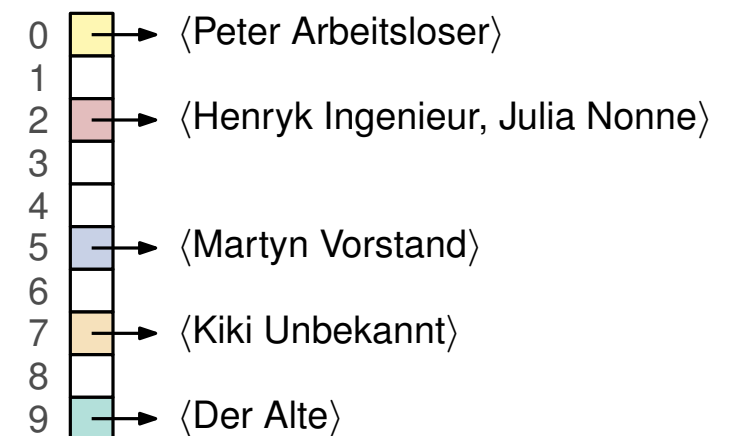 0 ⟨Peter Arbeitsloser⟩
1
2 ⟨Henryk Ingenieur, Julia Nonne⟩
3
4
5 ⟨Martyn Vorstand⟩
6
7 ⟨Kiki Unbekannt⟩
8
9 ⟨Der Alte⟩